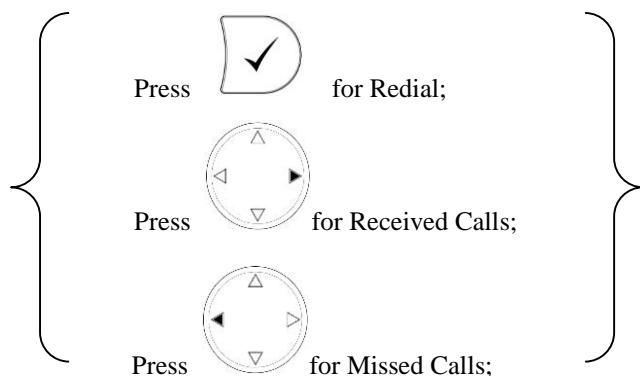 Press for Redial;
Press for Received Calls;
Press for Missed Calls;